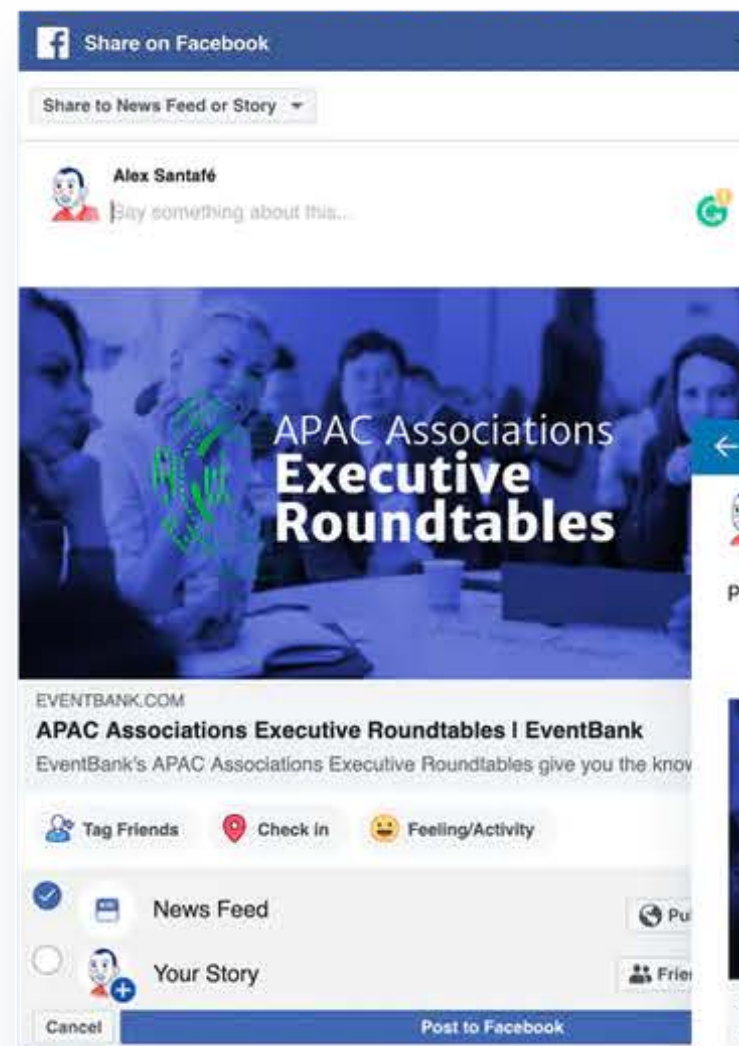 Share on Facebook
Share to News Feed or Story
Alex Santafé
Say something about this...
APAC Associations
Executive
Roundtables
EVENTBANK.COM
APAC Associations Executive Roundtables I EventBank
EventBank's APAC Associations Executive Roundtables give you the know
Tag Friends Check in Feeling/Activity
News Feed
Your Story
Cancel Post to Facebook